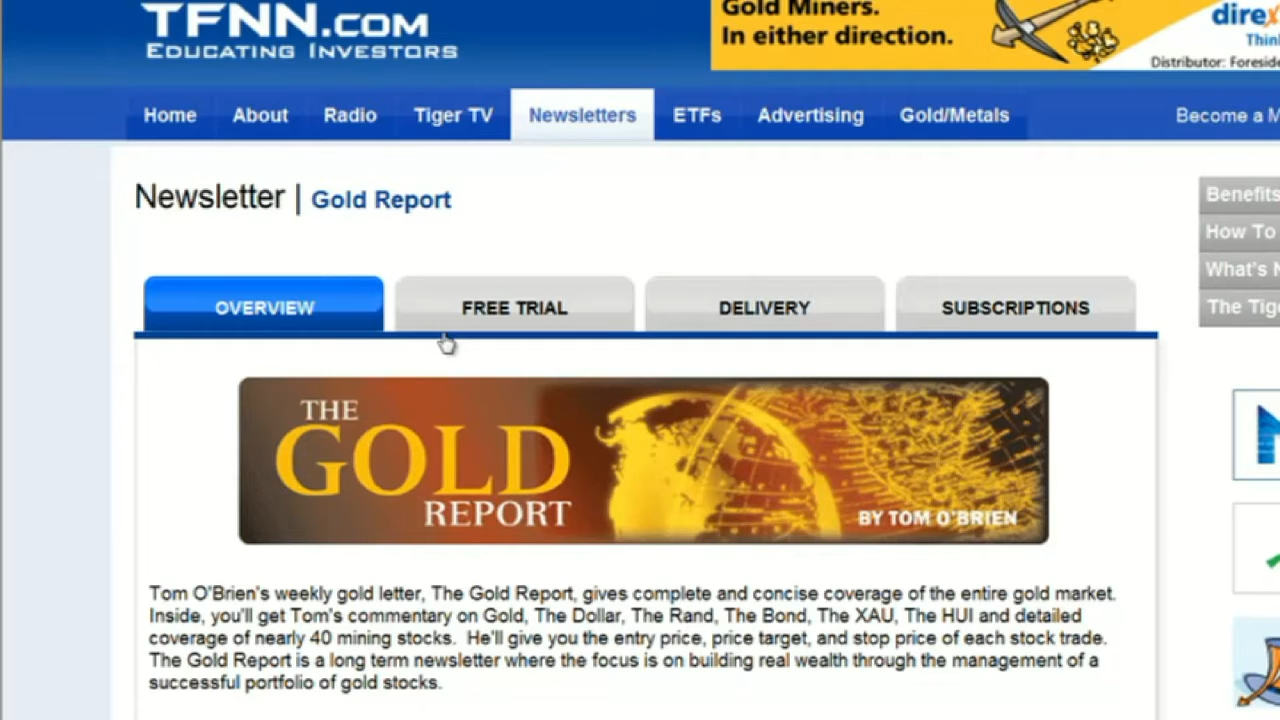 TFNN.COM
EDUCATING INVESTORS
Gold Miners.
In either direction.
Distributor:
Home About Radio Tiger TV Newsletters ETFs Advertising Gold/Metals Become a
Newsletter | Gold Report
Benefits
How To
What's
The
OVERVIEW FREE TRIAL DELIVERY SUBSCRIPTIONS
THE
GOLD
REPORT
BY TOM O'BRIEN
Tom O'Brien's weekly gold letter, The Gold Report, gives complete and concise coverage of the entire gold market.
Inside, you'll get Tom's commentary on Gold, The Dollar, The Rand, The Bond, The XAU, The HUI and detailed
coverage of nearly 40 mining stocks. He'll give you the entry price, price target, and stop price of each stock trade.
The Gold Report is a long term newsletter where the focus is on building real wealth through the management of a
successful portfolio of gold stocks.